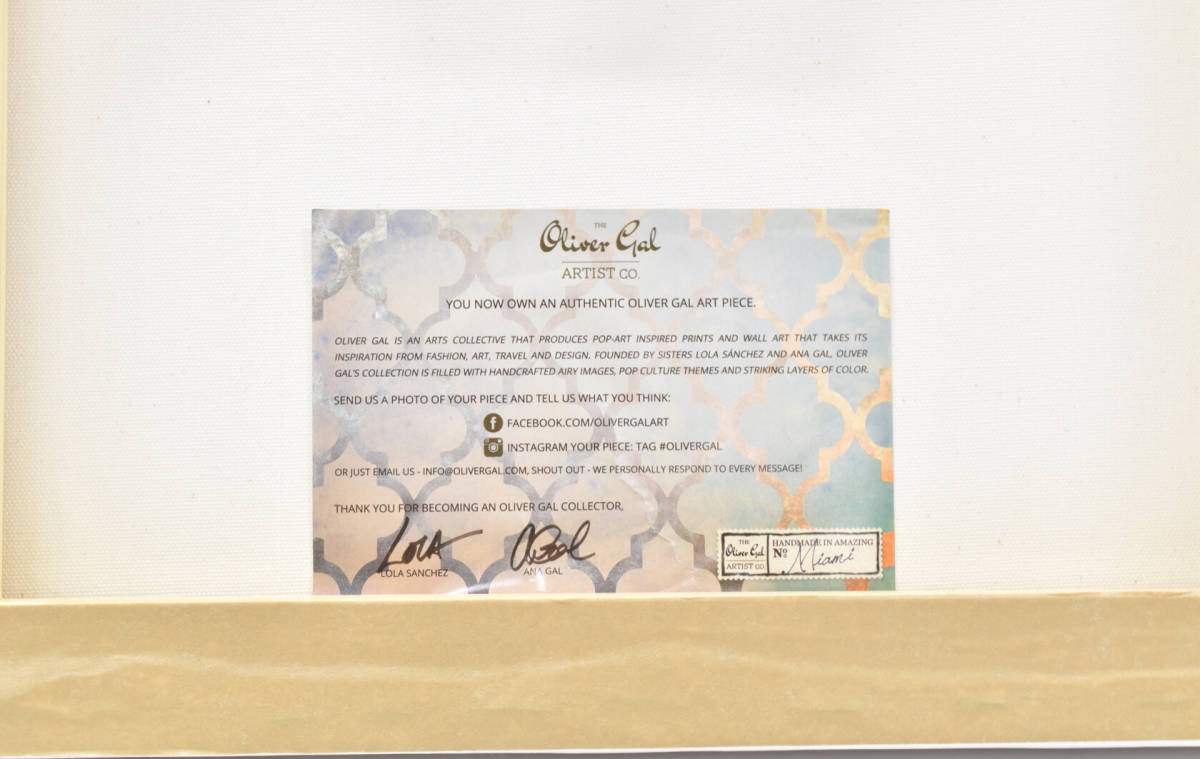 THE
Oliver Gal
ARTIST CO.
YOU NOW OWN AN AUTHENTIC OLIVER GAL ART PIECE.
OLIVER GAL IS AN ARTS COLLECTIVE THAT PRODUCES POP-ART INSPIRED PRINTS AND WALL ART THAT TAKES ITS
INSPIRATION FROM FASHION, ART, TRAVEL AND DESIGN. FOUNDED BY SISTERS LOLA SÁNCHEZ AND ANA GAL, OLIVER
GAL'S COLLECTION IS FILLED WITH HANDCRAFTED AIRY IMAGES, POP CULTURE THEMES AND STRIKING LAYERS OF COLOR.
SEND US A PHOTO OF YOUR PIECE AND TELL US WHAT YOU THINK:
FACEBOOK.COM/OLIVERGALART
INSTAGRAM YOUR PIECE: TAG #OLIVERGAL
OR JUST EMAIL US - INFO@OLIVERGAL.COM, SHOUT OUT - WE PERSONALLY RESPOND TO EVERY MESSAGE!
THANK YOU FOR BECOMING AN OLIVER GAL COLLECTOR,
LOLA
LOLA SANCHEZ
ANA GAL
THE
Oliver Gal
ARTIST CO.
HANDMADE IN AMAZING
Nº Miami